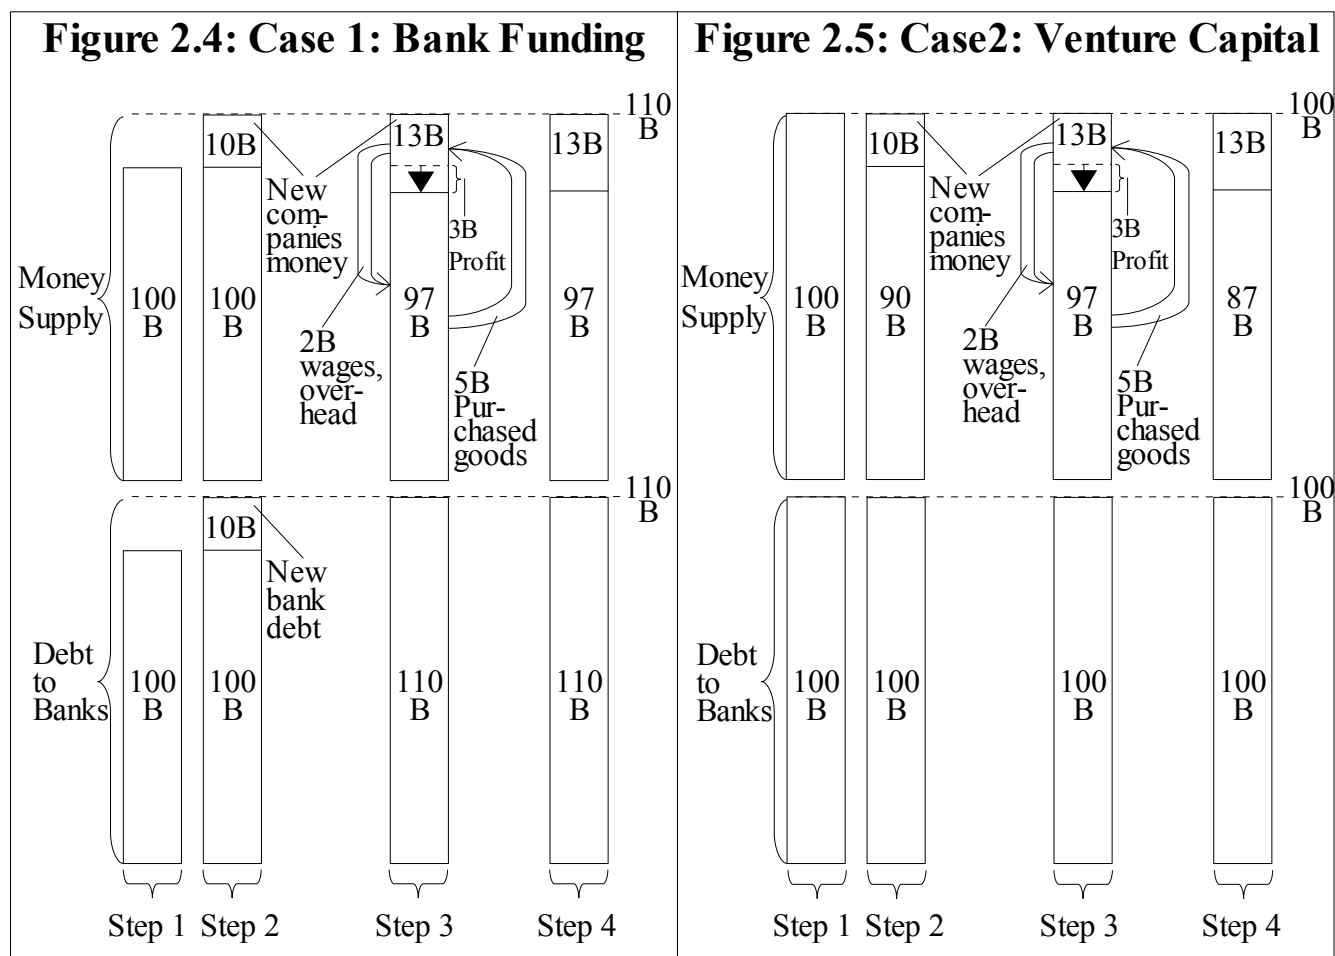 Figure 2.4: Case 1: Bank Funding
110
B
10B
13B
13B
New
com-
panies
money
3B
Profit
Money
Supply
100
B
100
B
97
B
97
B
2B
wages,
over-
head
5B
Pur-
chased
goods
110
B
10B
New
bank
debt
Debt
to
Banks
100
B
100
B
110
B
110
B
Step 1
Step 2
Step 3
Step 4
Figure 2.5: Case2: Venture Capital
100
B
10B
13B
13B
New
com-
panies
money
3B
Profit
Money
Supply
100
B
90
B
97
B
87
B
2B
wages,
over-
head
5B
Pur-
chased
goods
100
B
Debt
to
Banks
100
B
100
B
100
B
100
B
Step 1
Step 2
Step 3
Step 4